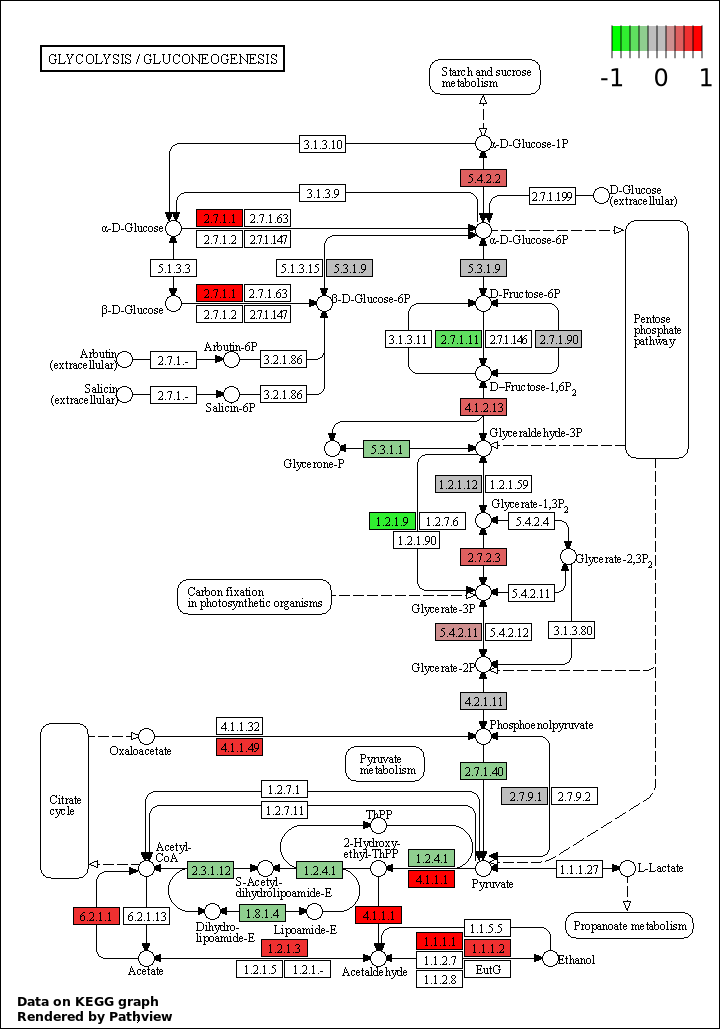 GLYCOLYSIS / GLUCONEOGENESIS
-1 0 1
Starch and sucrose
metabolism
3.1.3.10
α-D-Glucose-1P
5.4.2.2
3.1.3.9
2.7.1.199
D-Glucose
(extracellular)
2.7.1.1 2.7.1.63
α-D-Glucose
2.7.1.2 2.7.1.147
α-D-Glucose-6P
5.1.3.3
5.1.3.15 5.3.1.9
5.3.1.9
2.7.1.1 2.7.1.63
β-D-Glucose
2.7.1.2 2.7.1.147
β-D-Glucose-6P
D-Fructose-6P
Pentose
phosphate
pathway
3.1.3.11 2.7.1.11 2.7.1.146 2.7.1.90
Arbutin
(extracellular)
2.7.1.-
Arbutin-6P
3.2.1.86
D-Fructose-1,6P2
Salicin
(extracellular)
2.7.1.-
Salicin-6P
3.2.1.86
4.1.2.13
Glyceraldehyde-3P
5.3.1.1
Glycerone-P
1.2.1.12 1.2.1.59
Glycerate-1,3P2
1.2.1.9 1.2.7.6
5.4.2.4
1.2.1.90
2.7.2.3
Glycerate-2,3P2
Carbon fixation
in photosynthetic organisms
5.4.2.11
Glycerate-3P
5.4.2.11 5.4.2.12
3.1.3.80
Glycerate-2P
4.2.1.11
4.1.1.32
Phosphoenolpyruvate
Oxaloacetate
4.1.1.49
Pyruvate
metabolism
2.7.1.40
Citrate
cycle
1.2.7.1
2.7.9.1 2.7.9.2
1.2.7.11
ThPP
Acetyl-
CoA
2-Hydroxy-
ethyl-ThPP
1.2.4.1
2.3.1.12
1.2.4.1
4.1.1.1
Pyruvate
1.1.1.27
L-Lactate
S-Acetyl-
dihydrolipoamide-E
6.2.1.1 6.2.1.13
1.8.1.4
4.1.1.1
Dihydro-
lipoamide-E
Lipoamide-E
Propanoate metabolism
1.1.5.5
1.2.1.3
1.1.1.1 1.1.1.2
Acetate
1.2.1.5 1.2.1.-
Acetaldehyde
1.1.2.7 EutG
1.1.2.8
Ethanol
Data on KEGG graph
Rendered by Pathview